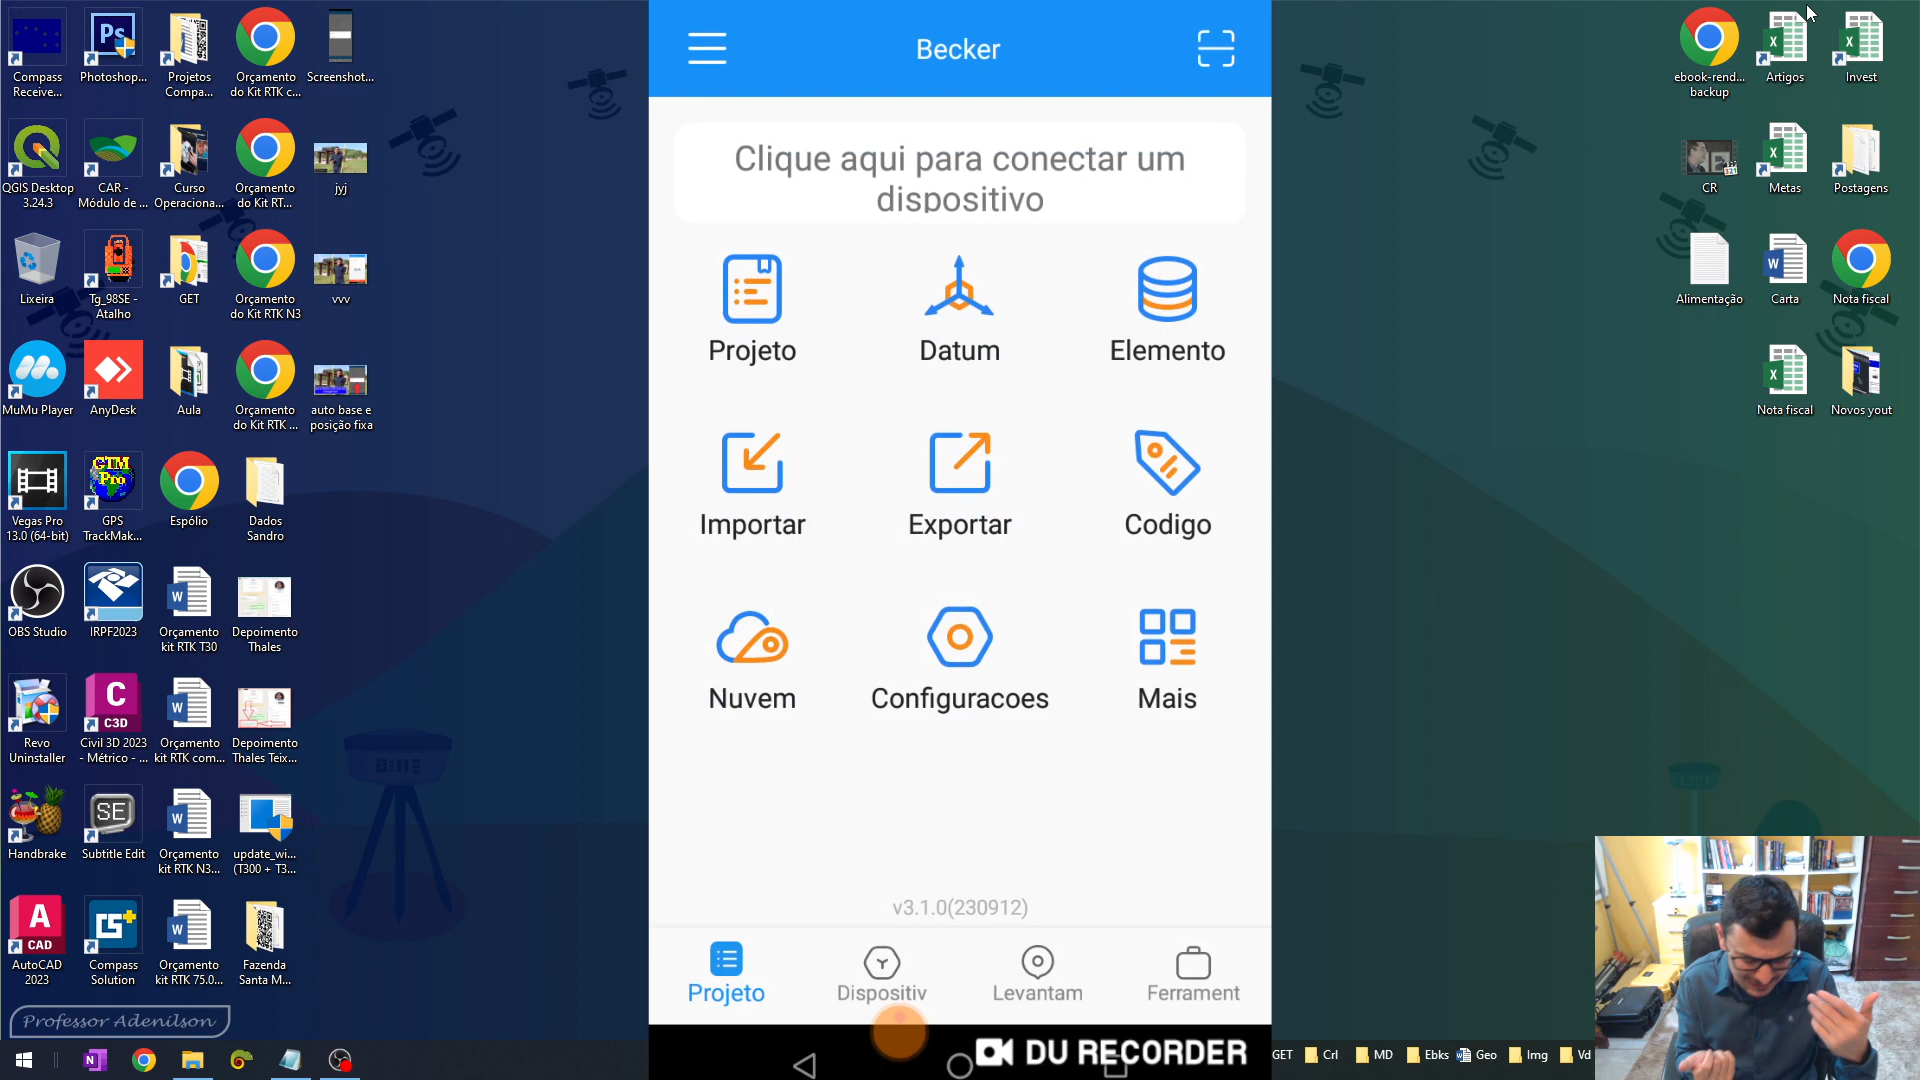 Compass
Receive...
Photoshop...
Projetos
Compa...
Orçamento
do Kit RTK c...
Screenshot...
QGIS Desktop
3.24.3
CAR -
Módulo de ...
Curso
Operaciona...
Orçamento
do Kit RT...
jyj
Lixeira
Tg_98SE -
Atalho
GET
Orçamento
do Kit RTK N3
vvv
MuMu Player
AnyDesk
Aula
Orçamento
do Kit RTK ...
auto base e
posição fixa
Vegas Pro
13.0 (64-bit)
GTM
Pro
GPS
TrackMak...
Espólio
Dados
Sandro
OBS Studio
IRPF2023
Orçamento
kit RTK T30
Depoimento
Thales
Revo
Uninstaller
C
C3D
Civil 3D 2023
- Métrico - ...
Orçamento
kit RTK com...
Depoimento
Thales Teix...
Handbrake
SE
Subtitle Edit
Orçamento
kit RTK N3...
update_wi...
(T300 + T3...
A
CAD
AutoCAD
2023
Compass
Solution
Orçamento
kit RTK 75.0...
Fazenda
Santa M...
Professor Adenilson
Becker
Clique aqui para conectar um
dispositivo
Projeto
Datum
Elemento
Importar
Exportar
Codigo
Nuvem
Configuracoes
Mais
v3.1.0(230912)
Projeto
Dispositiv
Levantam
Ferrament
DU RECORDER
ebook-rend...
backup
Artigos
Invest
CR
Metas
Postagens
Alimentação
Carta
Nota fiscal
Nota fiscal
Novos yout
GET
Crl
MD
Ebks
Geo
Img
Vd